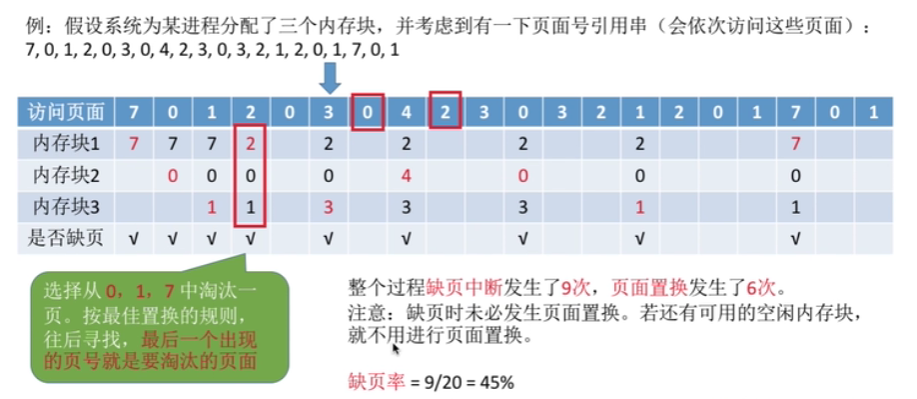 例：假设系统为某进程分配了三个内存块，并考虑到有一下页面号引用串（会依次访问这些页面）：
7, 0, 1, 2, 0, 3, 0, 4, 2, 3, 0, 3, 2, 1, 2, 0, 1, 7, 0, 1
访问页面 7 0 1 2 0 3 0 4 2 3 0 3 2 1 2 0 1 7 0 1
内存块1 7 7 7 2 2 2 2 2 7
内存块2 0 0 0 0 4 0 0 0
内存块3 1 1 3 3 3 1 1
是否缺页 √ √ √ √ √ √ √ √ √
选择从 0，1，7 中淘汰一
页。按最佳置换的规则，
往后寻找，最后一个出现
的页号就是要淘汰的页面
整个过程缺页中断发生了9次，页面置换发生了6次。
注意：缺页时未必发生页面置换。若还有可用的空闲内存块，
就不用进行页面置换。
缺页率 = 9/20 = 45%